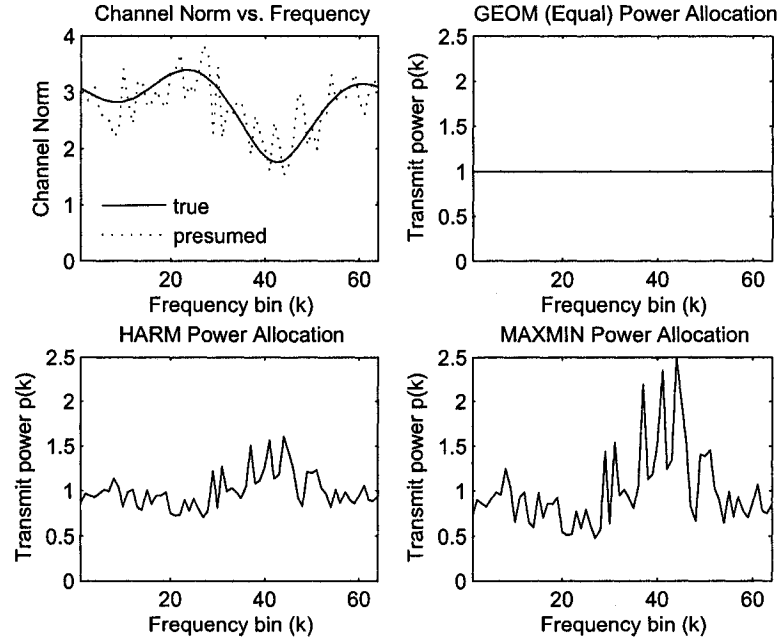 Channel Norm vs. Frequency
Channel Norm
4
3
2
1
0
true
presumed
20
40
60
Frequency bin (k)
GEOM (Equal) Power Allocation
Transmit power p(k)
2.5
2
1.5
1
0.5
0
20
40
60
Frequency bin (k)
HARM Power Allocation
Transmit power p(k)
2.5
2
1.5
1
0.5
0
20
40
60
Frequency bin (k)
MAXMIN Power Allocation
Transmit power p(k)
2.5
2
1.5
1
0.5
0
20
40
60
Frequency bin (k)